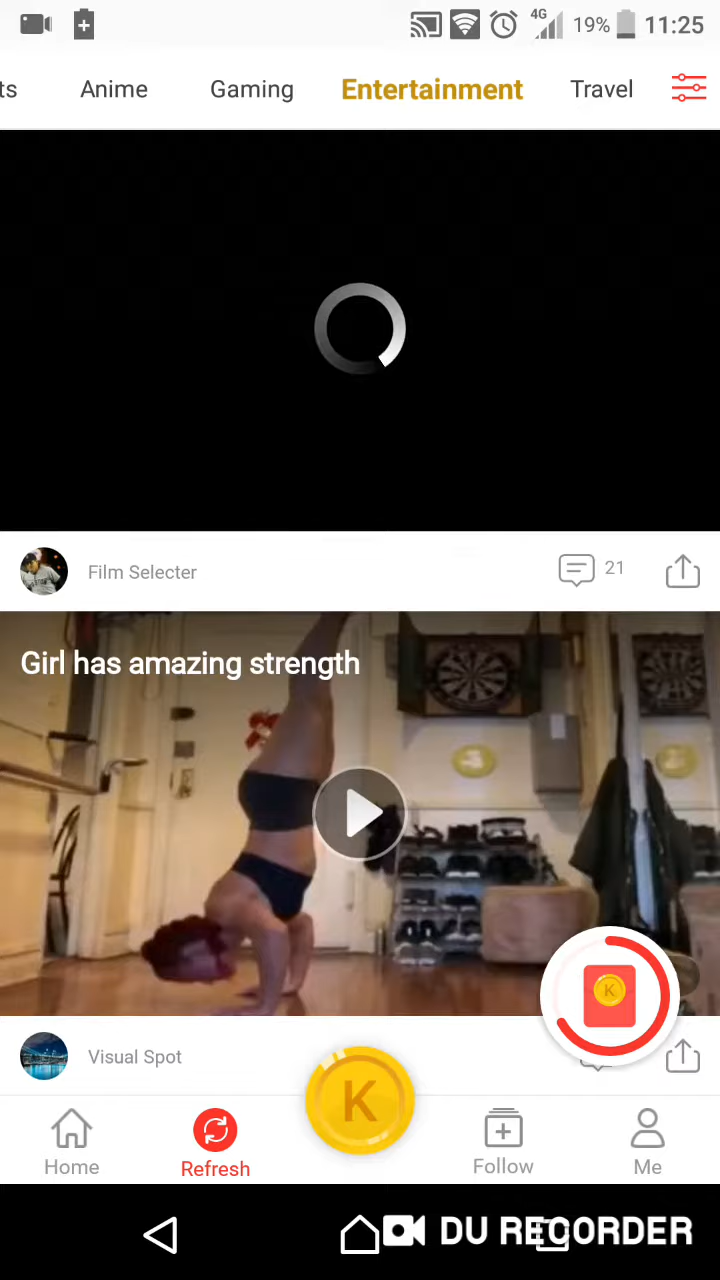 4G 19% 11:25
ts Anime Gaming Entertainment Travel
Film Selecter 21
Girl has amazing strength
K
Visual Spot
K
Home Refresh Follow Me
DU RECORDER